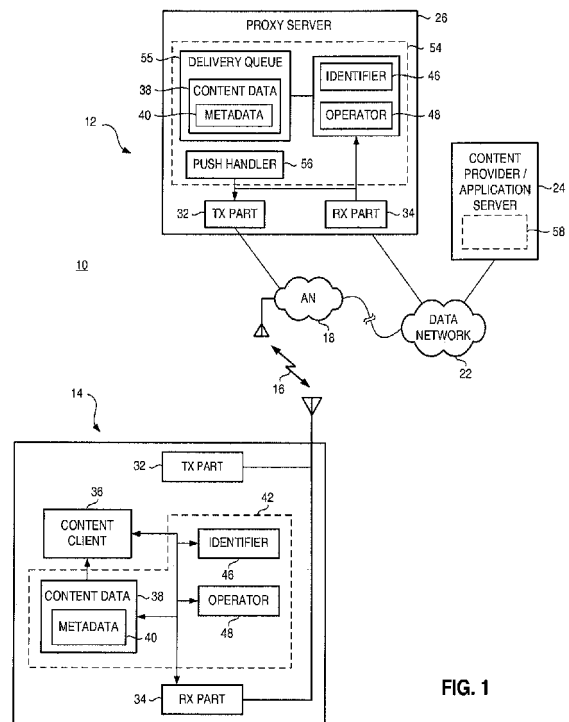 PROXY SERVER
26
54
55
DELIVERY QUEUE
38
CONTENT DATA
40
METADATA
IDENTIFIER
46
OPERATOR
48
12
PUSH HANDLER
56
32
TX PART
RX PART
34
CONTENT
PROVIDER /
APPLICATION
SERVER
24
58
10
AN
18
DATA
NETWORK
22
16
14
32
TX PART
36
CONTENT
CLIENT
42
IDENTIFIER
46
CONTENT DATA
38
METADATA
40
OPERATOR
48
34
RX PART
FIG. 1